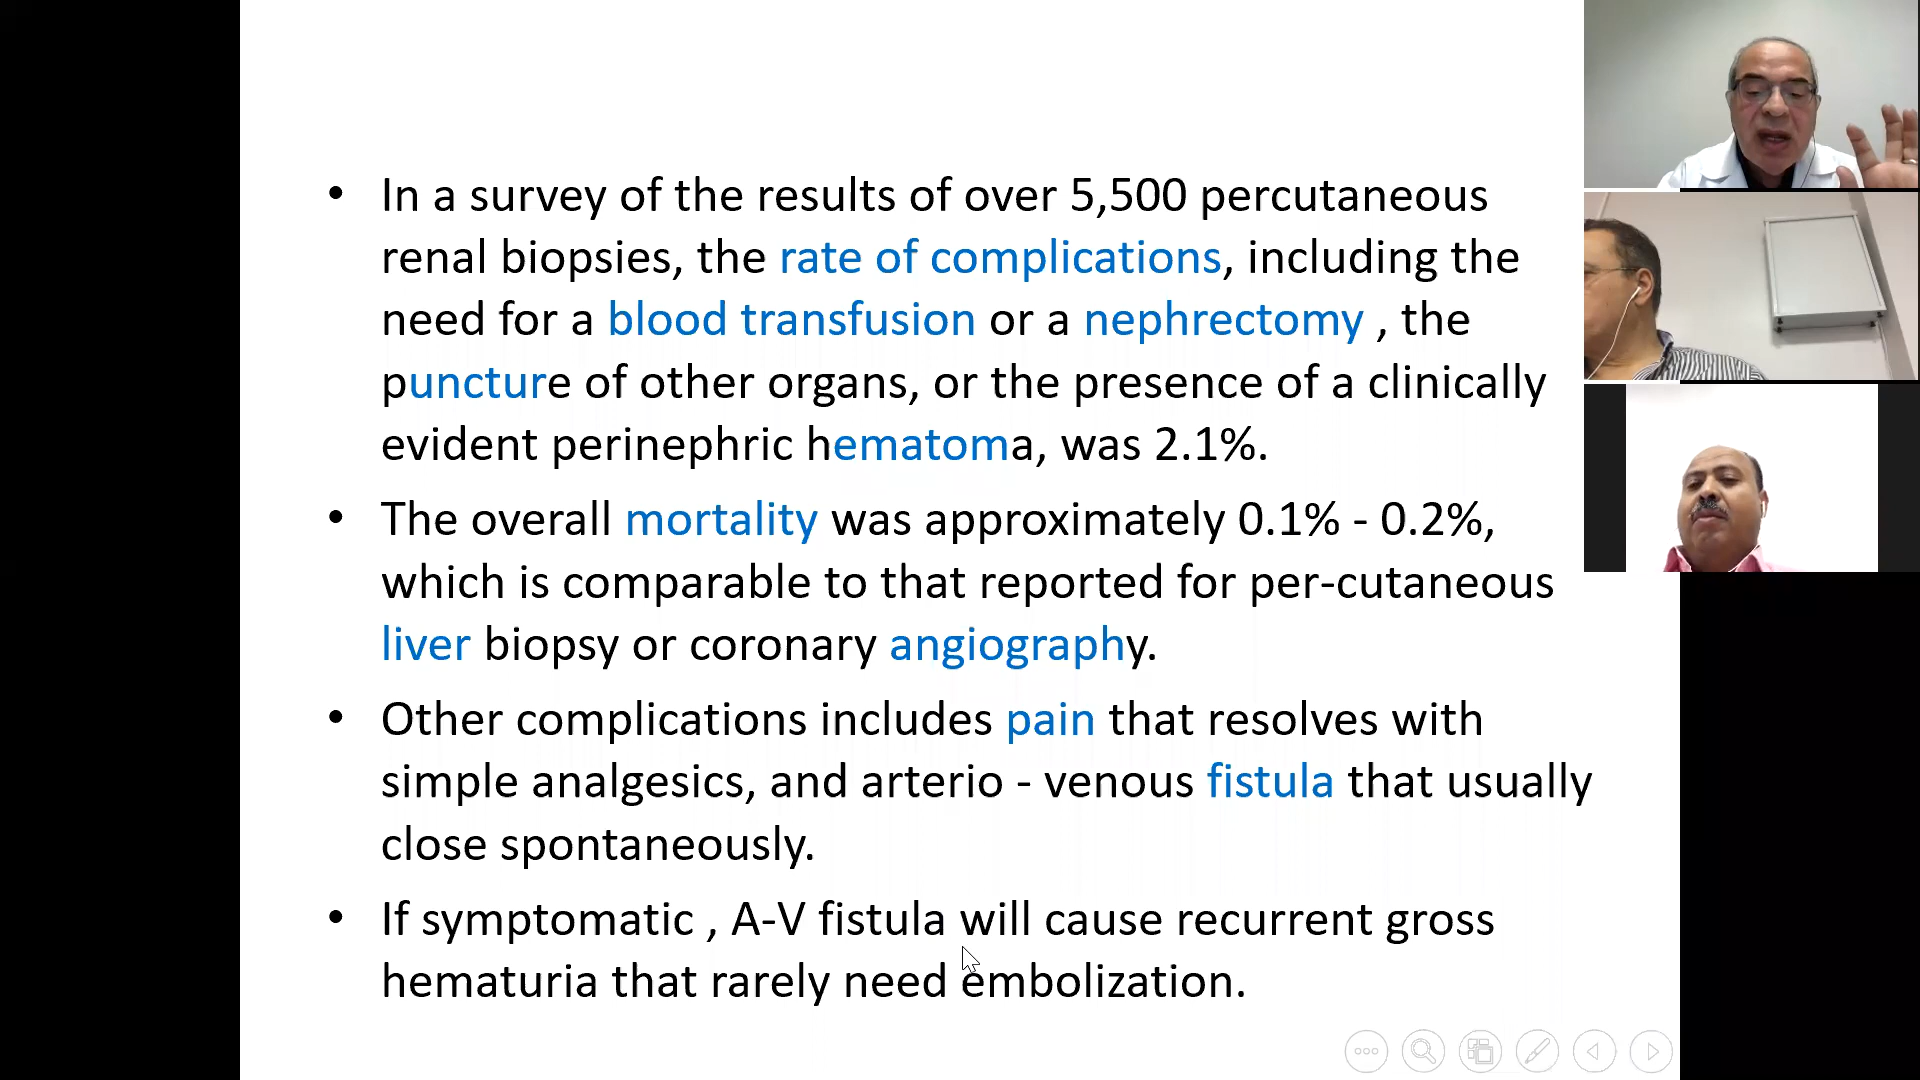 • In a survey of the results of over 5,500 percutaneous
renal biopsies, the rate of complications, including the
need for a blood transfusion or a nephrectomy , the
puncture of other organs, or the presence of a clinically
evident perinephric hematoma, was 2.1%.
• The overall mortality was approximately 0.1% - 0.2%,
which is comparable to that reported for per-cutaneous
liver biopsy or coronary angiography.
• Other complications includes pain that resolves with
simple analgesics, and arterio - venous fistula that usually
close spontaneously.
• If symptomatic , A-V fistula will cause recurrent gross
hematuria that rarely need embolization.